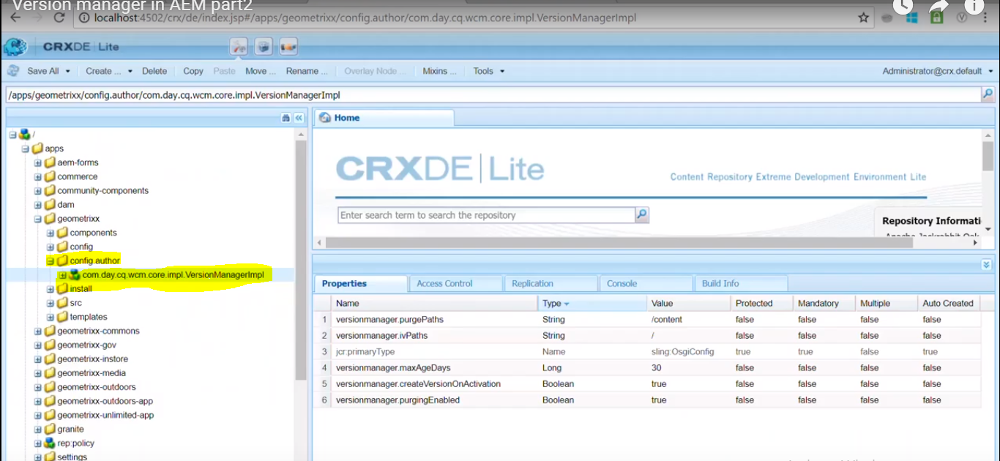 Version manager in AEM part2
localhost:4502/crx/de/index.jsp#/apps/geometrixx/config.author/com.day.cq.wcm.core.impl.VersionManagerImpl
CRXDE | Lite
Save All Create ... Delete Copy Paste Move ... Rename ... Overlay Node ... Mixins ... Tools Administrator@crx.default
/apps/geometrixx/config.author/com.day.cq.wcm.core.impl.VersionManagerImpl
/
apps
aem-forms
commerce
community-components
dam
geometrixx
components
config
config.author
com.day.cq.wcm.core.impl.VersionManagerImpl
install
src
templates
geometrixx-commons
geometrixx-gov
geometrixx-instore
geometrixx-media
geometrixx-outdoors
geometrixx-outdoors-app
geometrixx-unlimited-app
granite
rep:policy
settings
Home
CRXDE | Lite
Content Repository Extreme Development Environment Lite
Enter search term to search the repository
Repository Informati
Apache Jackrabbit Oak
Properties Access Control Replication Console Build Info
Name Type Value Protected Mandatory Multiple Auto Created
1 versionmanager.purgePaths String /content false false false false
2 versionmanager.ivPaths String / false false false false
3 jcr:primaryType Name sling:OsgiConfig true true false true
4 versionmanager.maxAgeDays Long 30 false false false false
5 versionmanager.createVersionOnActivation Boolean true false false false false
6 versionmanager.purgingEnabled Boolean true false false false false